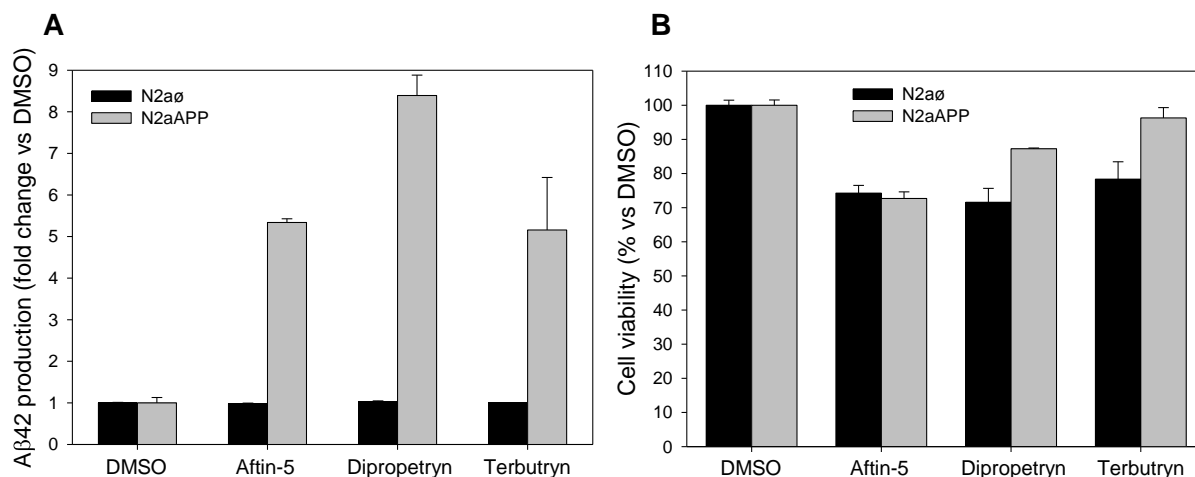 A
Aβ42 production (fold change vs DMSO)
9
8
7
6
5
4
3
2
1
0
N2aø
N2aAPP
DMSO Aftin-5 Dipropetryn Terbutryn
B
Cell viability (% vs DMSO)
110
100
90
80
70
60
50
40
30
20
10
0
N2aø
N2aAPP
DMSO Aftin-5 Dipropetryn Terbutryn